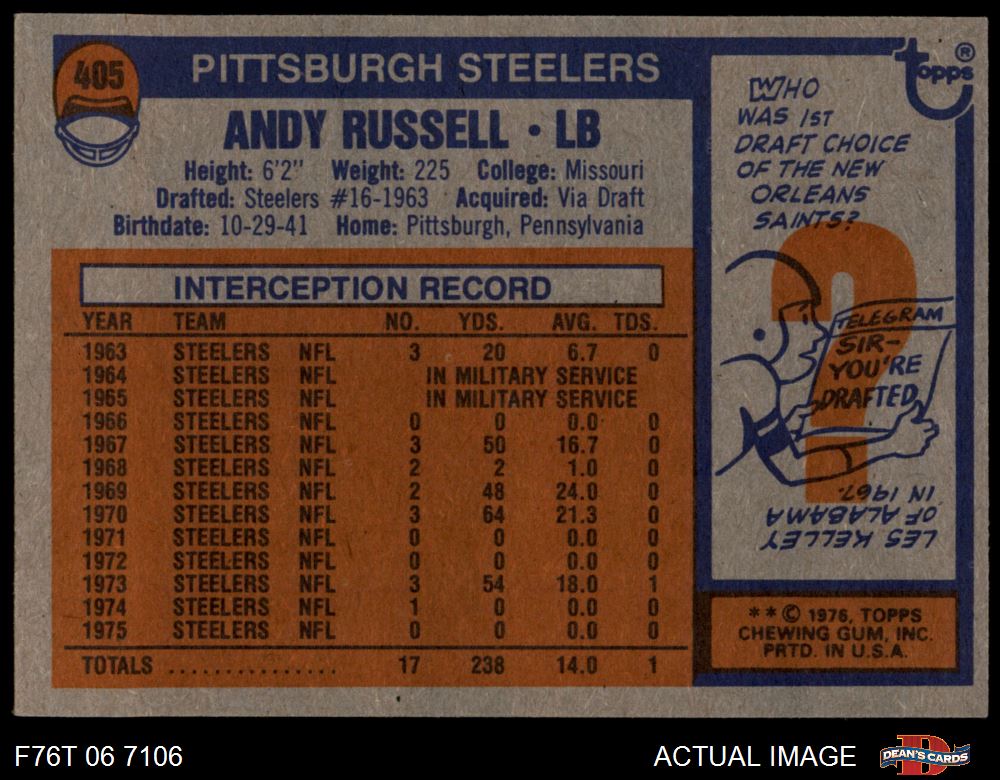 405
PITTSBURGH STEELERS
ANDY RUSSELL • LB
Height: 6'2" Weight: 225 College: Missouri
Drafted: Steelers #16-1963 Acquired: Via Draft
Birthdate: 10-29-41 Home: Pittsburgh, Pennsylvania
INTERCEPTION RECORD
YEAR TEAM NO. YDS. AVG. TDS.
1963 STEELERS NFL 3 20 6.7 0
1964 STEELERS NFL IN MILITARY SERVICE
1965 STEELERS NFL IN MILITARY SERVICE
1966 STEELERS NFL 0 0 0.0 0
1967 STEELERS NFL 3 50 16.7 0
1968 STEELERS NFL 2 2 1.0 0
1969 STEELERS NFL 2 48 24.0 0
1970 STEELERS NFL 3 64 21.3 0
1971 STEELERS NFL 0 0 0.0 0
1972 STEELERS NFL 0 0 0.0 0
1973 STEELERS NFL 3 54 18.0 1
1974 STEELERS NFL 1 0 0.0 0
1975 STEELERS NFL 0 0 0.0 0
TOTALS ................ 17 238 14.0 1
topps®
WHO
WAS 1ST
DRAFT CHOICE
OF THE NEW
ORLEANS
SAINTS?
?
TELEGRAM
SIR-
YOU'RE
DRAFTED
LES KELLEY
OF ALABAMA
IN 1967.
**© 1976, TOPPS
CHEWING GUM, INC.
PRTD. IN U.S.A.
F76T 06 7106
ACTUAL IMAGE
D
DEAN'S CARDS